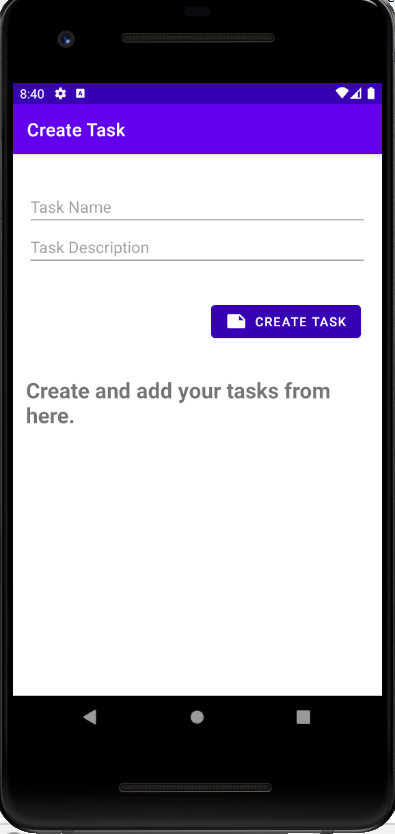 8:40
Create Task
Task Name
Task Description
CREATE TASK
Create and add your tasks from
here.